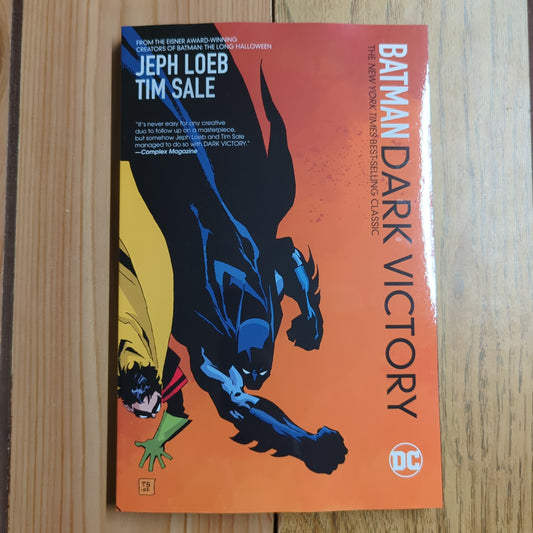 FROM THE EISNER AWARD-WINNING
CREATORS OF BATMAN: THE LONG HALLOWEEN
JEPH LOEB
TIM SALE
"It's never easy for any creative
duo to follow up on a masterpiece,
but somehow Jeph Loeb and Tim Sale
managed to do so with DARK VICTORY."
—Complex Magazine
BATMAN DARK VICTORY
THE NEW YORK TIMES BEST-SELLING CLASSIC
DC
TS